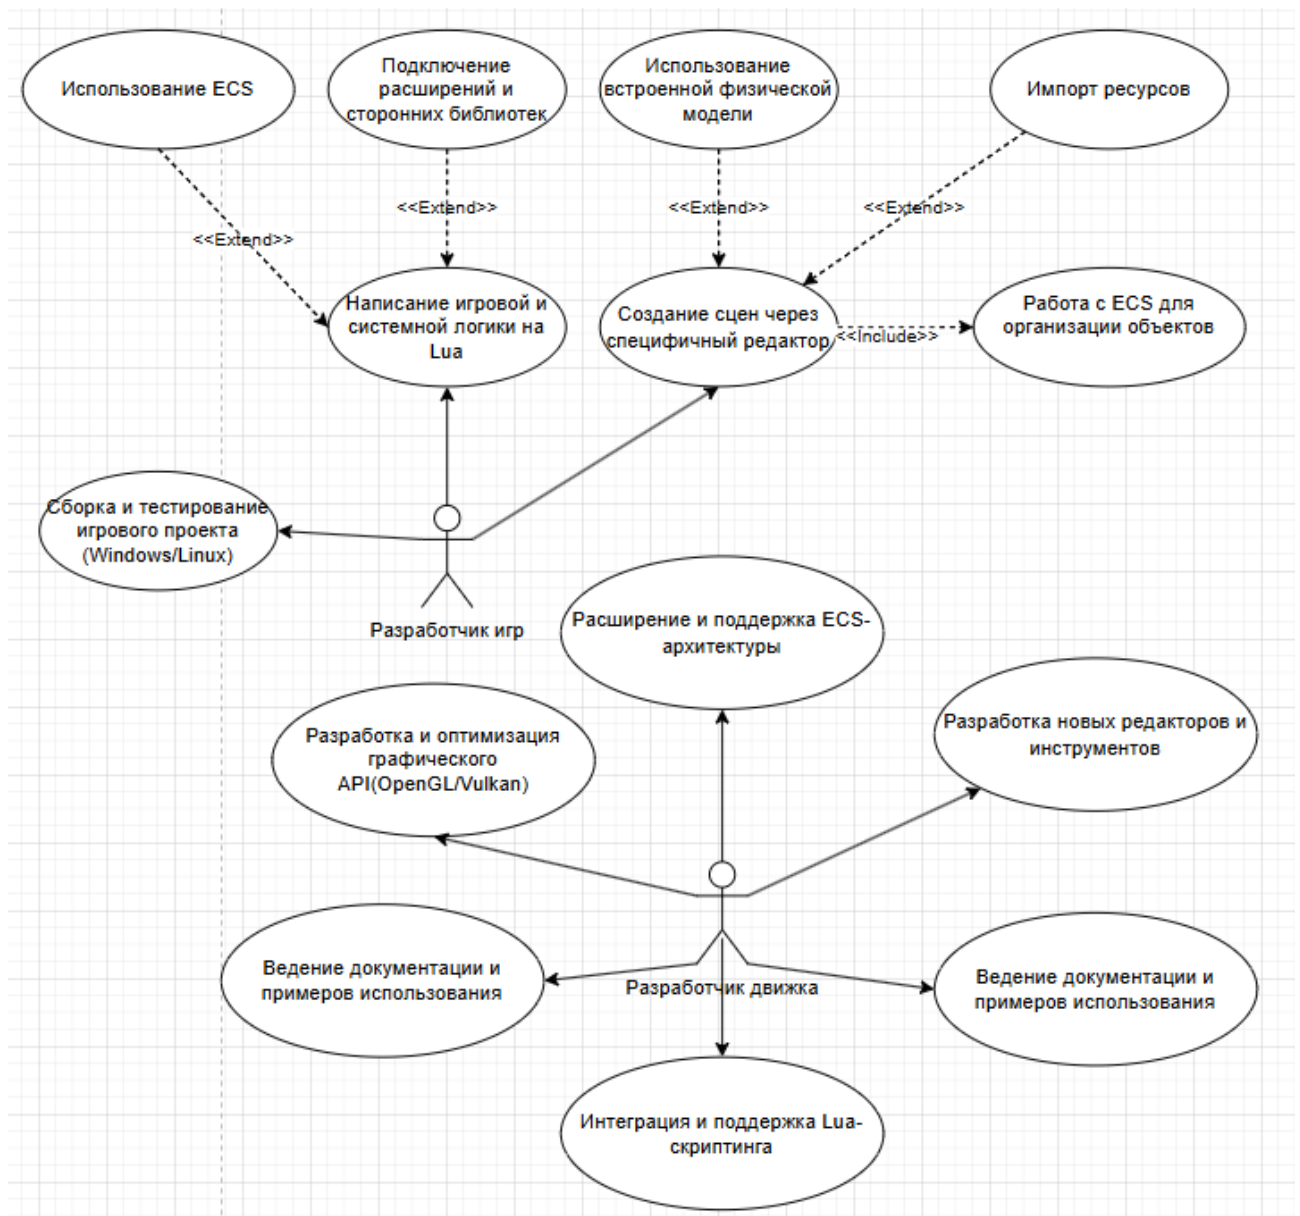 Использование ECS
Подключение
расширений и
сторонних библиотек
Использование
встроенной физической
модели
Импорт ресурсов
<<Extend>>
<<Extend>>
<<Extend>>
<<Extend>>
Написание игровой и
системной логики на
Lua
Создание сцен через
специфичный редактор
<<Include>>
Работа с ECS для
организации объектов
Сборка и тестирование
игрового проекта
(Windows/Linux)
Разработчик игр
Расширение и поддержка ECS-
архитектуры
Разработка и оптимизация
графического
API(OpenGL/Vulkan)
Разработка новых редакторов и
инструментов
Ведение документации и
примеров использования
Разработчик движка
Ведение документации и
примеров использования
Интеграция и поддержка Lua-
скриптинга